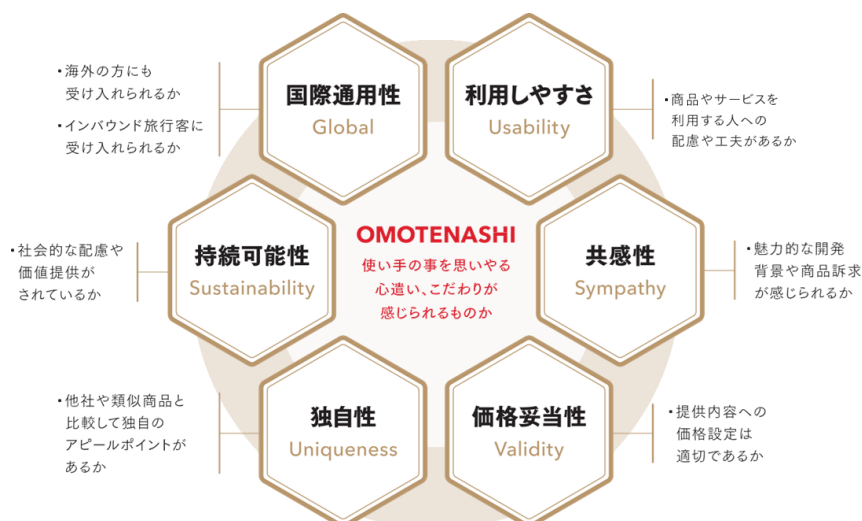 ・海外の方にも
受け入れられるか
・インバウンド旅行客に
受け入れられるか
国際通用性
Global
利用しやすさ
Usability
・商品やサービスを
利用する人への
配慮や工夫があるか
・社会的な配慮や
価値提供が
されているか
持続可能性
Sustainability
OMOTENASHI
使い手の事を思いやる
心遣い、こだわりが
感じられるものか
共感性
Sympathy
・魅力的な開発
背景や商品訴求
が感じられるか
・他社や類似商品と
比較して独自の
アピールポイントが
あるか
独自性
Uniqueness
価格妥当性
Validity
・提供内容への
価格設定は
適切であるか